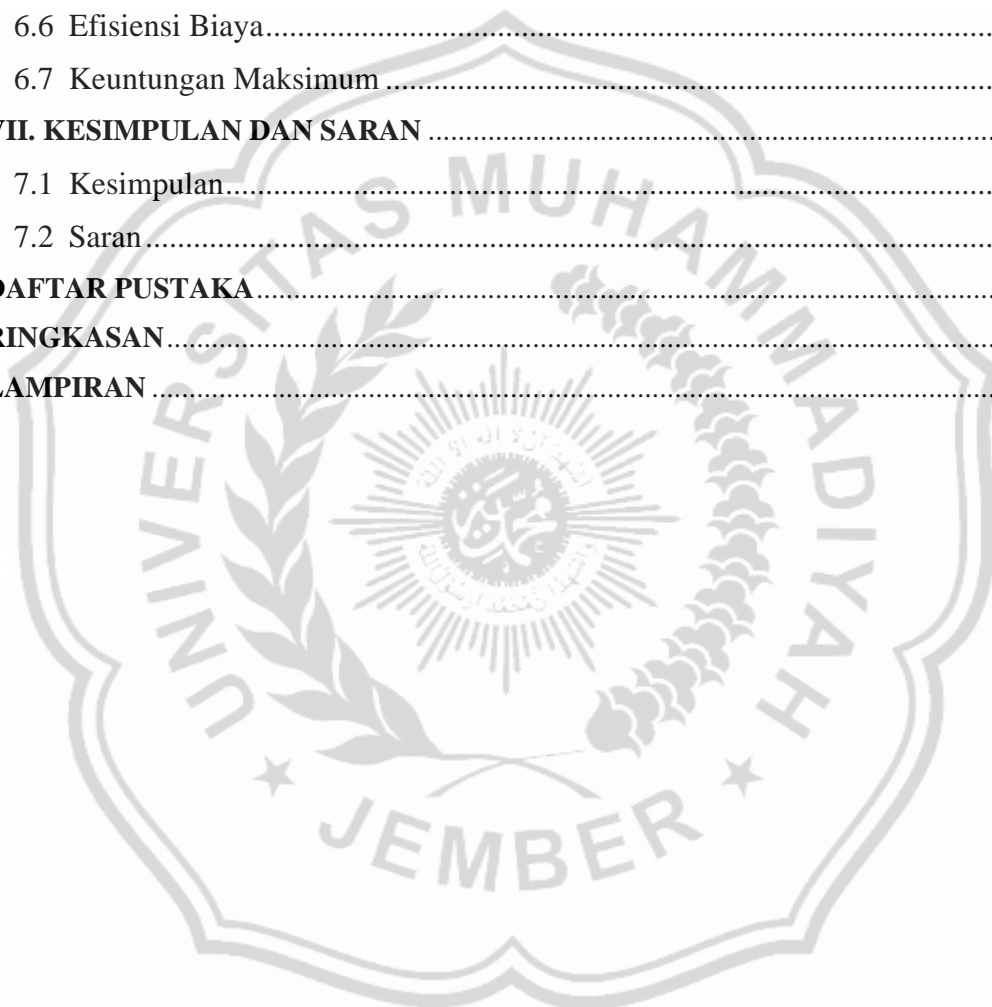 6.6 Efisiensi Biaya..........................................................................................
6.7 Keuntungan Maksimum..........................................................................
VII. KESIMPULAN DAN SARAN.....................................................................
7.1 Kesimpulan................................................................................................
7.2 Saran...........................................................................................................
DAFTAR PUSTAKA...........................................................................................
RINGKASAN.......................................................................................................
LAMPIRAN.........................................................................................................
UNIVERSITAS MUHAMMADIYAH
JEMBER